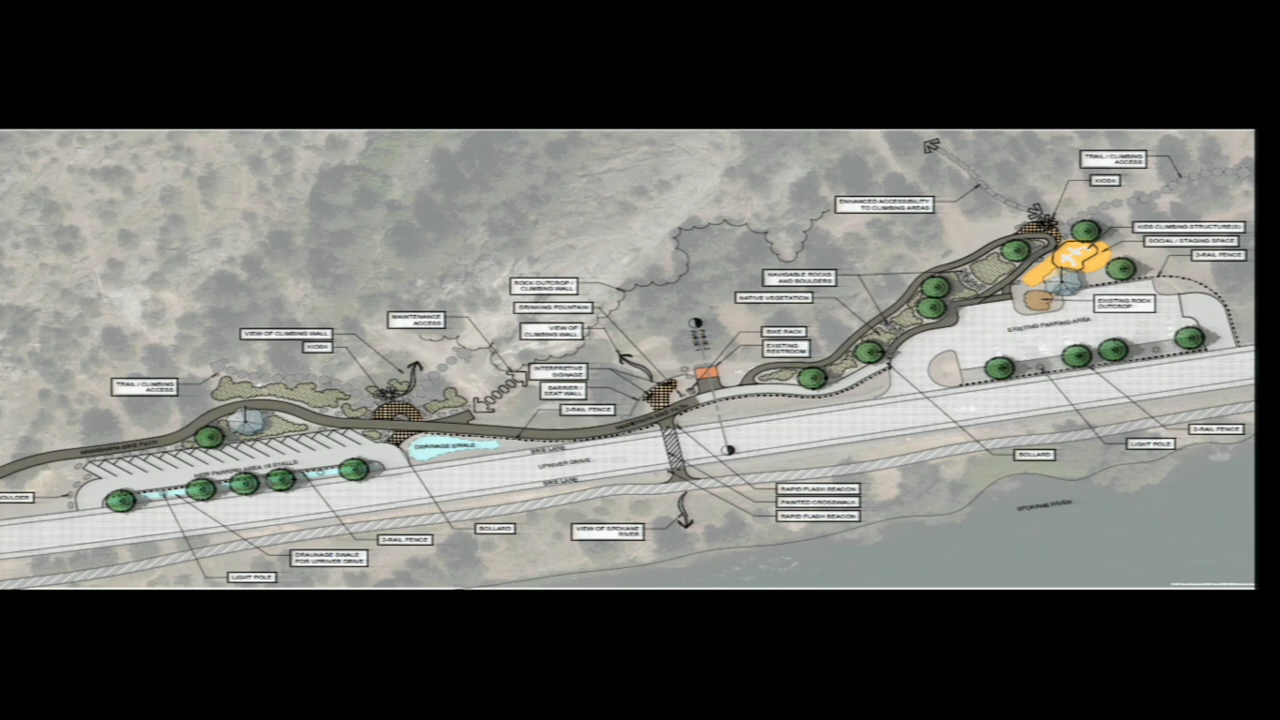 TRAIL / CLIMBING
ACCESS
KIOSK
ENHANCED ACCESSIBILITY
TO CLIMBING AREAS
KIDS CLIMBING STRUCTURE(S)
SOCIAL / STAGING SPACE
2-RAIL FENCE
NAVIGABLE ROCKS
AND BOULDERS
NATIVE VEGETATION
ROCK OUTCROP /
CLIMBING WALL
DRINKING FOUNTAIN
VIEW OF
CLIMBING WALL
MAINTENANCE
ACCESS
VIEW OF CLIMBING WALL
KIOSK
EXISTING ROCK
OUTCROP
EXISTING PARKING AREA
BIKE RACK
EXISTING
RESTROOM
INTERPRETIVE
SIGNAGE
BARRIER /
SEAT WALL
2-RAIL FENCE
TRAIL / CLIMBING
ACCESS
DRAINAGE SWALE
BIKE LANE
UPRIVER DRIVE
BIKE LANE
2-RAIL FENCE
LIGHT POLE
BOLLARD
RAPID FLASH BEACON
PAINTED CROSSWALK
RAPID FLASH BEACON
SPOKANE RIVER
VIEW OF SPOKANE
RIVER
BOLLARD
2-RAIL FENCE
DRAINAGE SWALE
FOR UPRIVER DRIVE
LIGHT POLE